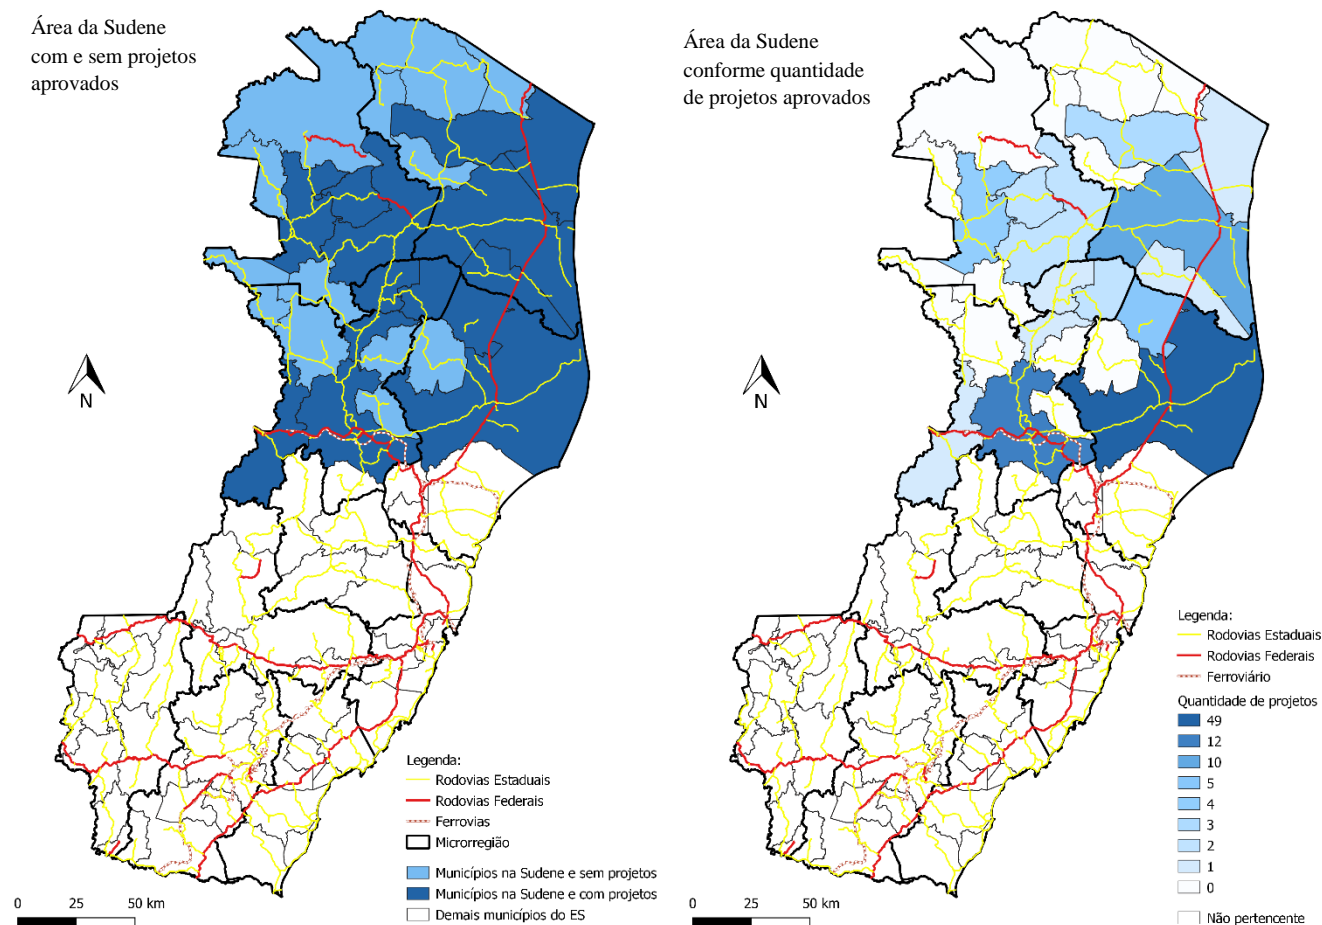 Área da Sudene
com e sem projetos
aprovados
N
Legenda:
Rodovias Estaduais
Rodovias Federais
Ferrovias
Microrregião
Municípios na Sudene e sem projetos
Municípios na Sudene e com projetos
Demais municípios do ES
0 25 50 km
Área da Sudene
conforme quantidade
de projetos aprovados
N
Legenda:
Rodovias Estaduais
Rodovias Federais
Ferroviário
Quantidade de projetos
49
12
10
5
4
3
2
1
0
Não pertencente
0 25 50 km